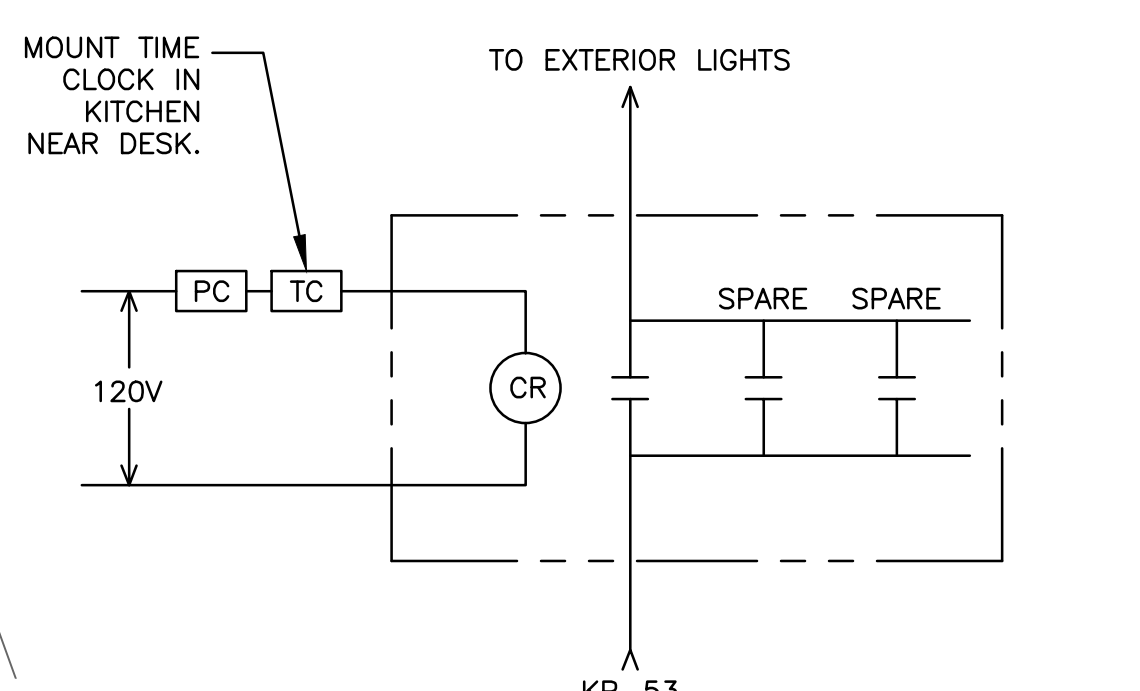 MOUNT TIME
CLOCK IN
KITCHEN
NEAR DESK.
TO EXTERIOR LIGHTS
PC
TC
SPARE
SPARE
120V
CR